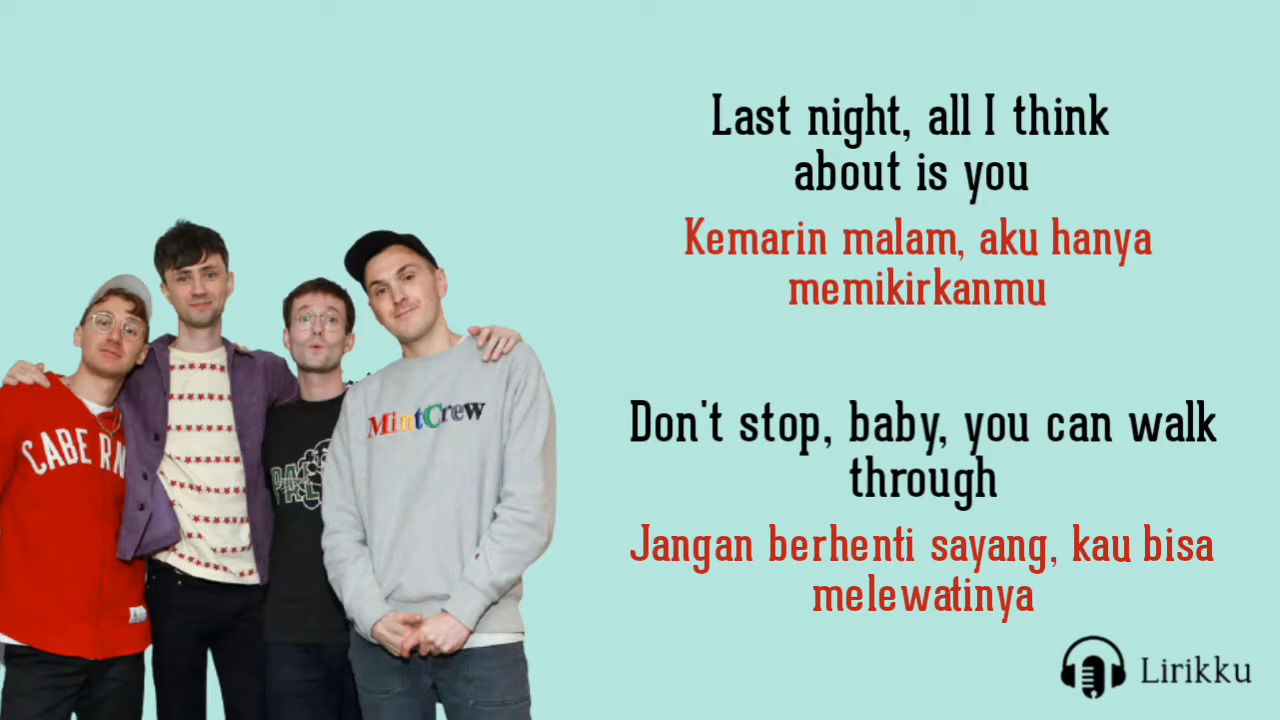 Last night, all I think
about is you
Kemarin malam, aku hanya
memikirkanmu
Don't stop, baby, you can walk
through
Jangan berhenti sayang, kau bisa
melewatinya
CABERN
PAL
MintCrew
Lirikku